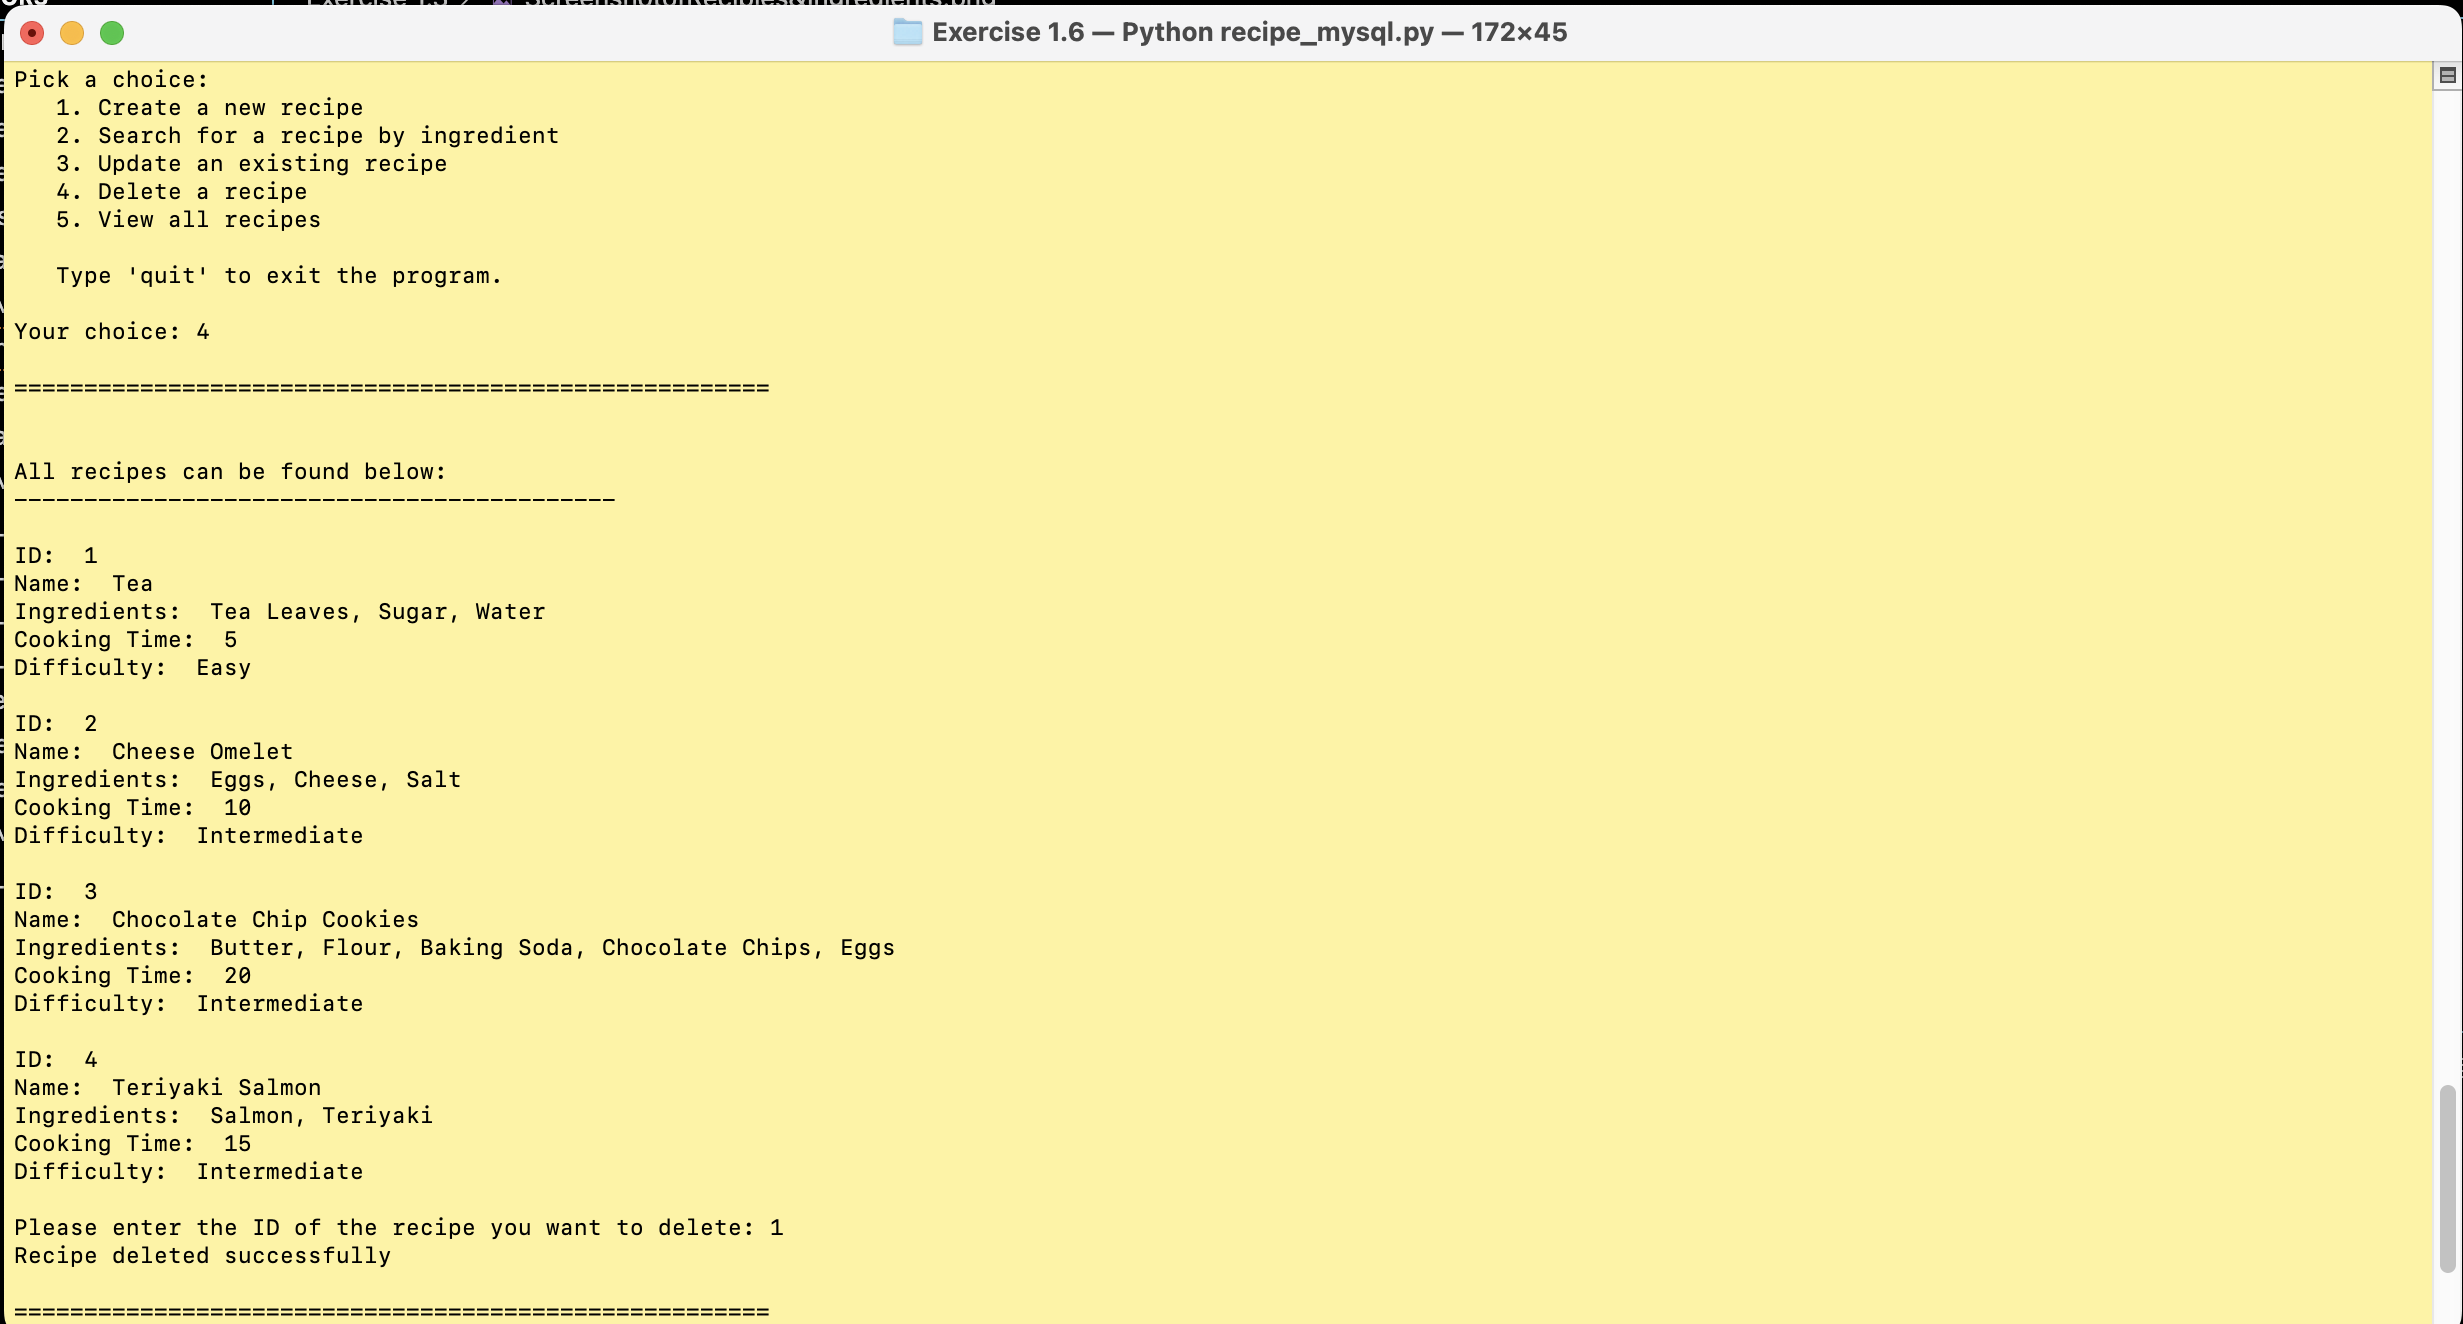 Exercise 1.6 — Python recipe_mysql.py — 172×45
Pick a choice:
   1. Create a new recipe
   2. Search for a recipe by ingredient
   3. Update an existing recipe
   4. Delete a recipe
   5. View all recipes
   Type 'quit' to exit the program.
Your choice: 4
======================================================
All recipes can be found below:
-------------------------------------------
ID:  1
Name:  Tea
Ingredients:  Tea Leaves, Sugar, Water
Cooking Time:  5
Difficulty:  Easy
ID:  2
Name:  Cheese Omelet
Ingredients:  Eggs, Cheese, Salt
Cooking Time:  10
Difficulty:  Intermediate
ID:  3
Name:  Chocolate Chip Cookies
Ingredients:  Butter, Flour, Baking Soda, Chocolate Chips, Eggs
Cooking Time:  20
Difficulty:  Intermediate
ID:  4
Name:  Teriyaki Salmon
Ingredients:  Salmon, Teriyaki
Cooking Time:  15
Difficulty:  Intermediate
Please enter the ID of the recipe you want to delete: 1
Recipe deleted successfully
======================================================